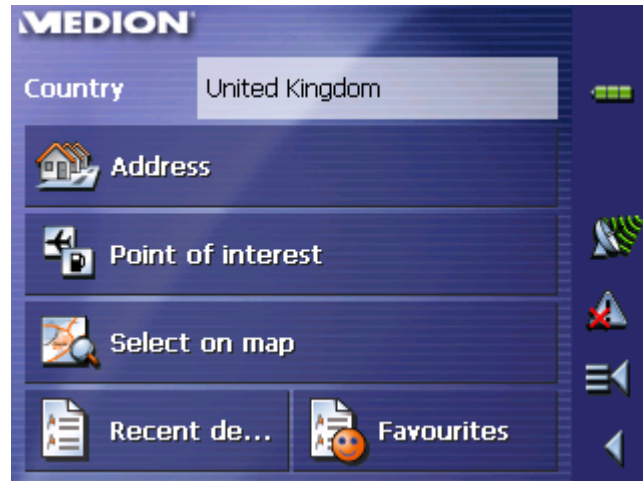 MEDION
Country United Kingdom
Address
Point of interest
Select on map
Recent de... Favourites